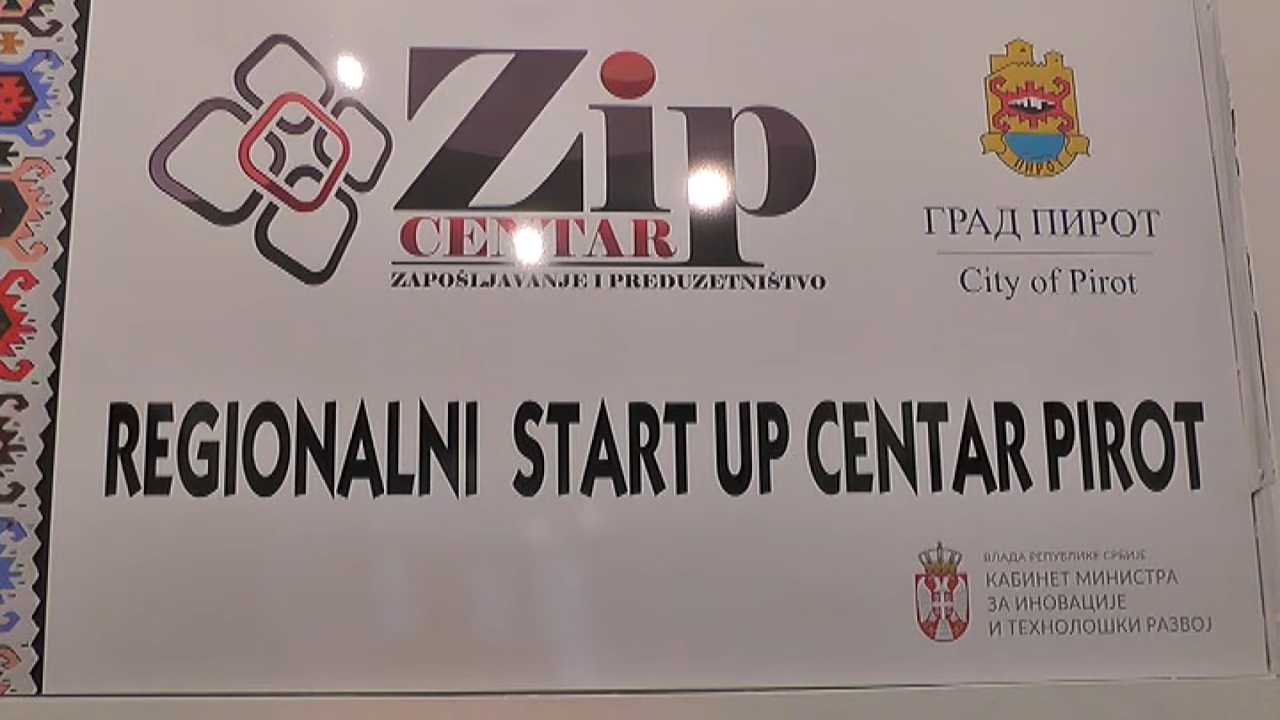 Zip
CENTAR
ZAPOŠLJAVANJE I PREDUZETNIŠTVO
ПИРО
ГРАД ПИРОТ
City of Pirot
REGIONALNI START UP CENTAR PIROT
ВЛАДА РЕПУБЛИКЕ СРБИЈЕ
КАБИНЕТ МИНИСТРА
ЗА ИНОВАЦИЈЕ
И ТЕХНОЛОШКИ РАЗВОЈ